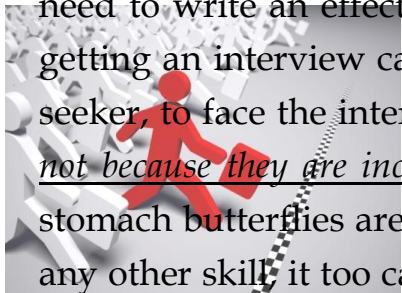 need to write an effect
getting an interview ca
seeker, to face the inter
not because they are inc
stomach butterflies are
any other skill, it too ca